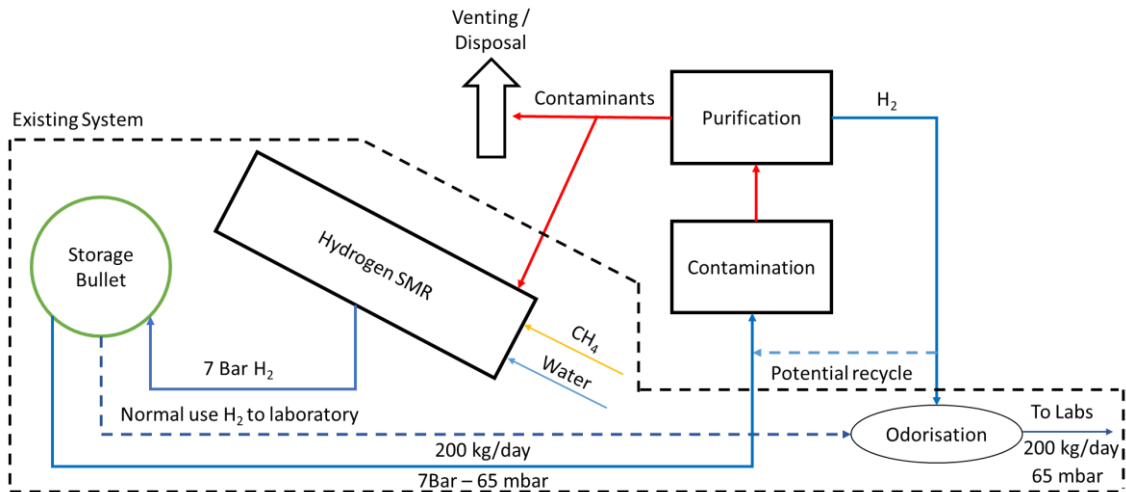 Venting /
Disposal
Contaminants
Purification
H₂
Existing System
Storage
Bullet
Hydrogen SMR
Contamination
CH₄
Water
7 Bar H₂
Potential recycle
Normal use H₂ to laboratory
Odorisation
To Labs
200 kg/day
65 mbar
200 kg/day
7Bar – 65 mbar